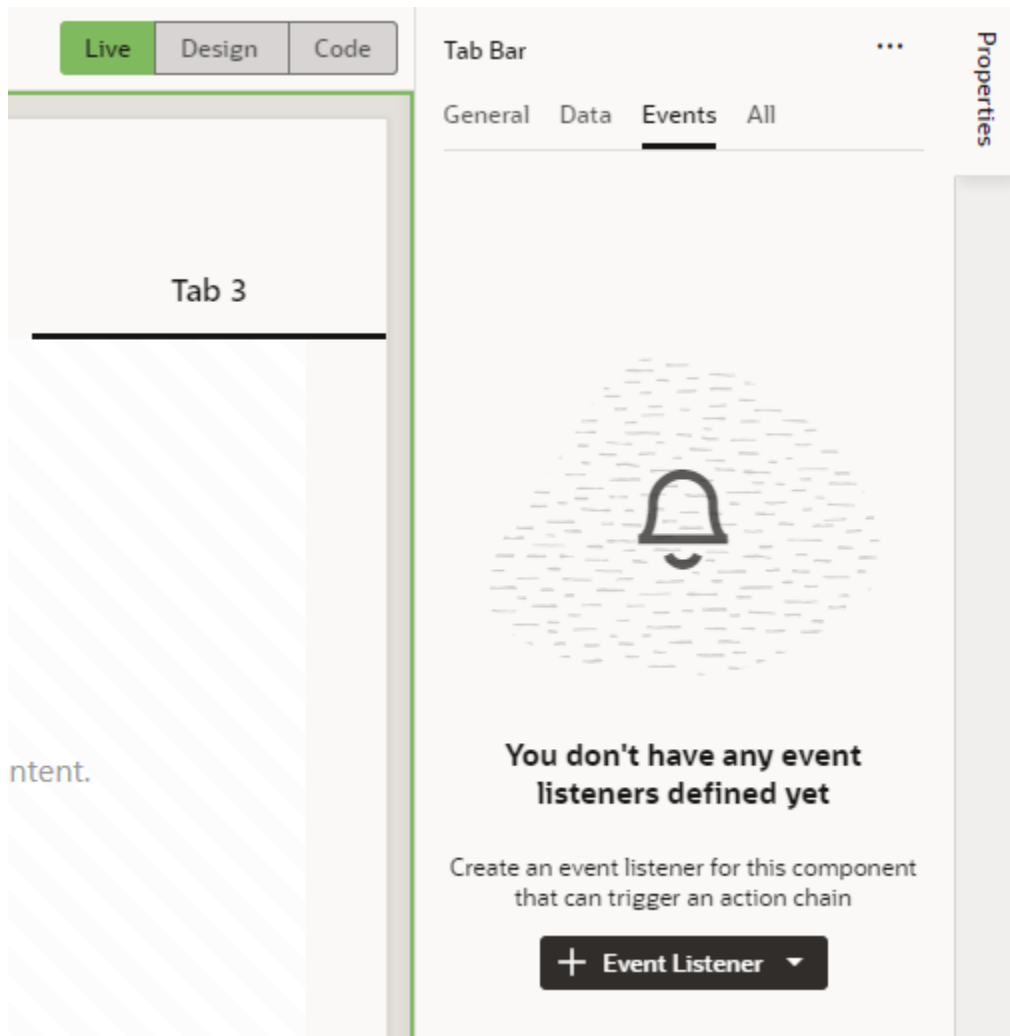 Live Design Code
Tab Bar
Properties
General Data Events All
Tab 3
ntent.
You don't have any event
listeners defined yet
Create an event listener for this component
that can trigger an action chain
Event Listener